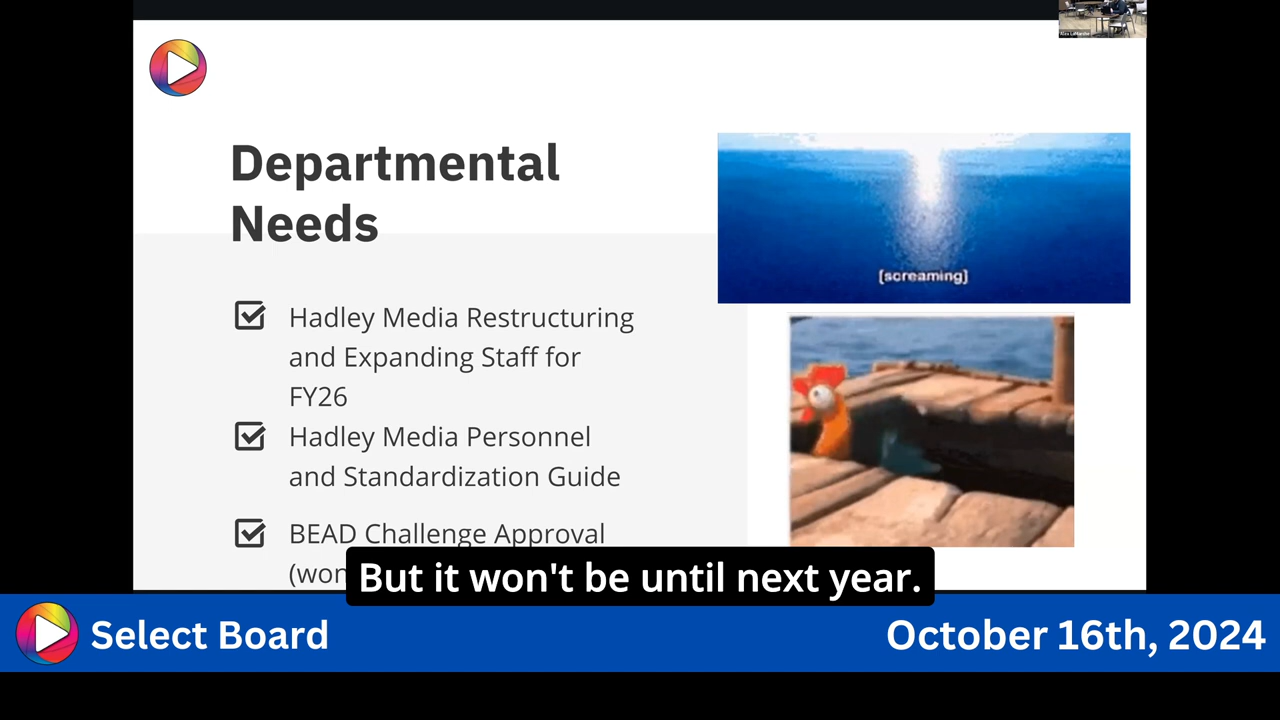 Departmental
Needs
[screaming]
Hadley Media Restructuring
and Expanding Staff for
FY26
Hadley Media Personnel
and Standardization Guide
BEAD Challenge Approval
But it won't be until next year.
Select Board
October 16th, 2024